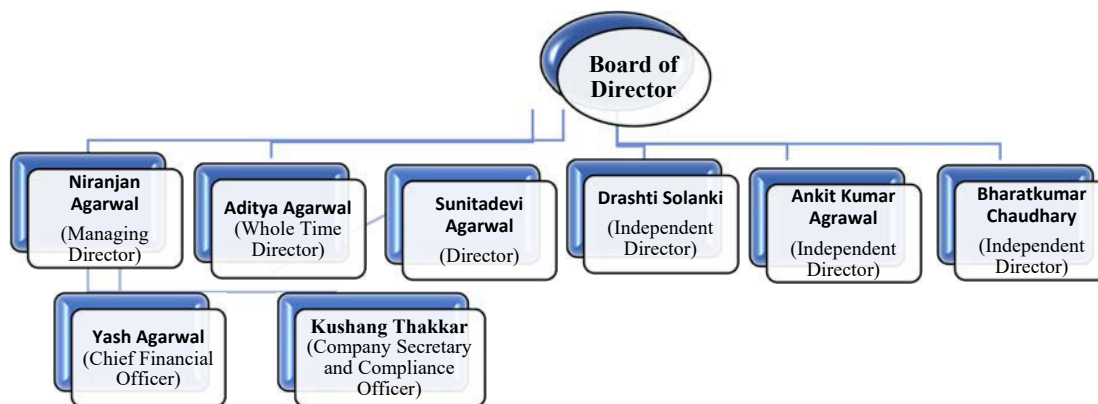 Board of
Director
Niranjan
Agarwal
(Managing
Director)
Aditya Agarwal
(Whole Time
Director)
Sunitadevi
Agarwal
(Director)
Drashti Solanki
(Independent
Director)
Ankit Kumar
Agrawal
(Independent
Director)
Bharatkumar
Chaudhary
(Independent
Director)
Yash Agarwal
(Chief Financial
Officer)
Kushang Thakkar
(Company Secretary
and Compliance
Officer)